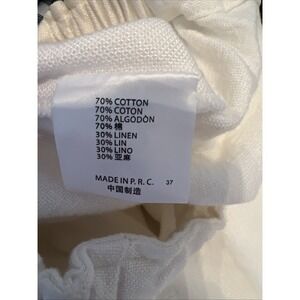 70% COTTON
70% COTON
70% ALGODÓN
70% 棉
30% LINEN
30% LIN
30% LINO
30% 亚麻
MADE IN P. R. C. 37
中国制造